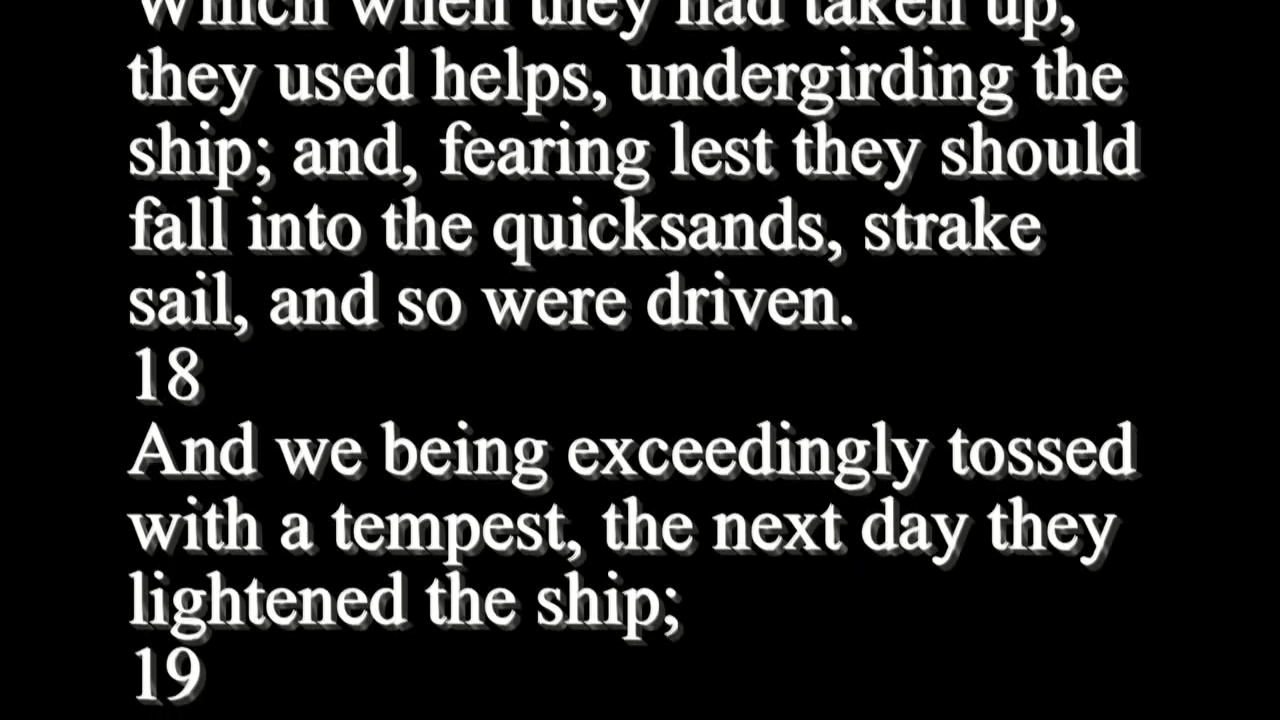 Which when they had taken up,
they used helps, undergirding the
ship; and, fearing lest they should
fall into the quicksands, strake
sail, and so were driven.
18
And we being exceedingly tossed
with a tempest, the next day they
lightened the ship;
19